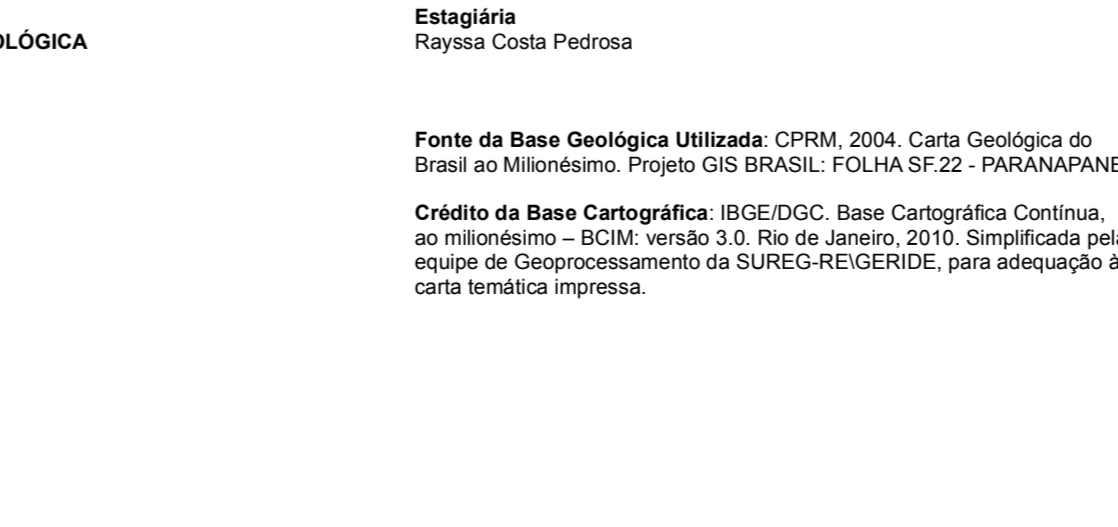 Estagiária
OLÓGICA
Rayssa Costa Pedrosa
Fonte da Base Geológica Utilizada: CPRM, 2004. Carta Geológica do
Brasil ao Milionésimo. Projeto GIS BRASIL: FOLHA SF.22 - PARANAPANE
Crédito da Base Cartográfica: IBGE/DGC. Base Cartográfica Contínua,
ao milionésimo – BCIM: versão 3.0. Rio de Janeiro, 2010. Simplificada pela
equipe de Geoprocessamento da SUREG-RE\GERIDE, para adequação à
carta temática impressa.